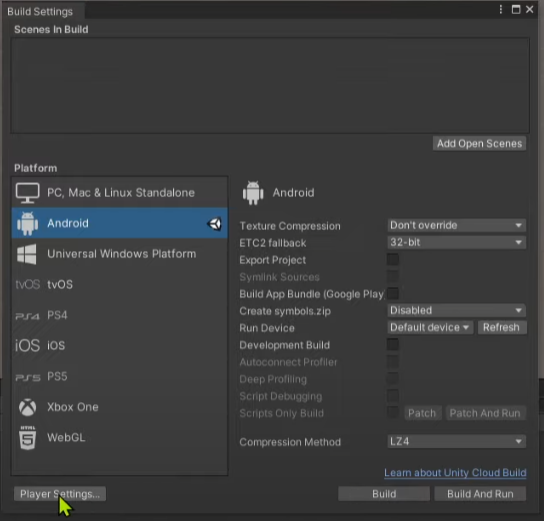 Build Settings
Scenes In Build
Add Open Scenes
Platform
PC, Mac & Linux Standalone
Android
Universal Windows Platform
tvOS tvOS
PS4 PS4
iOS iOS
PS5 PS5
Xbox One
HTML 5 WebGL
Android
Texture Compression Don't override
ETC2 fallback 32-bit
Export Project
Symlink Sources
Build App Bundle (Google Play
Create symbols.zip Disabled
Run Device Default device Refresh
Development Build
Autoconnect Profiler
Deep Profiling
Script Debugging
Scripts Only Build Patch Patch And Run
Compression Method LZ4
Learn about Unity Cloud Build
Player Settings... Build Build And Run